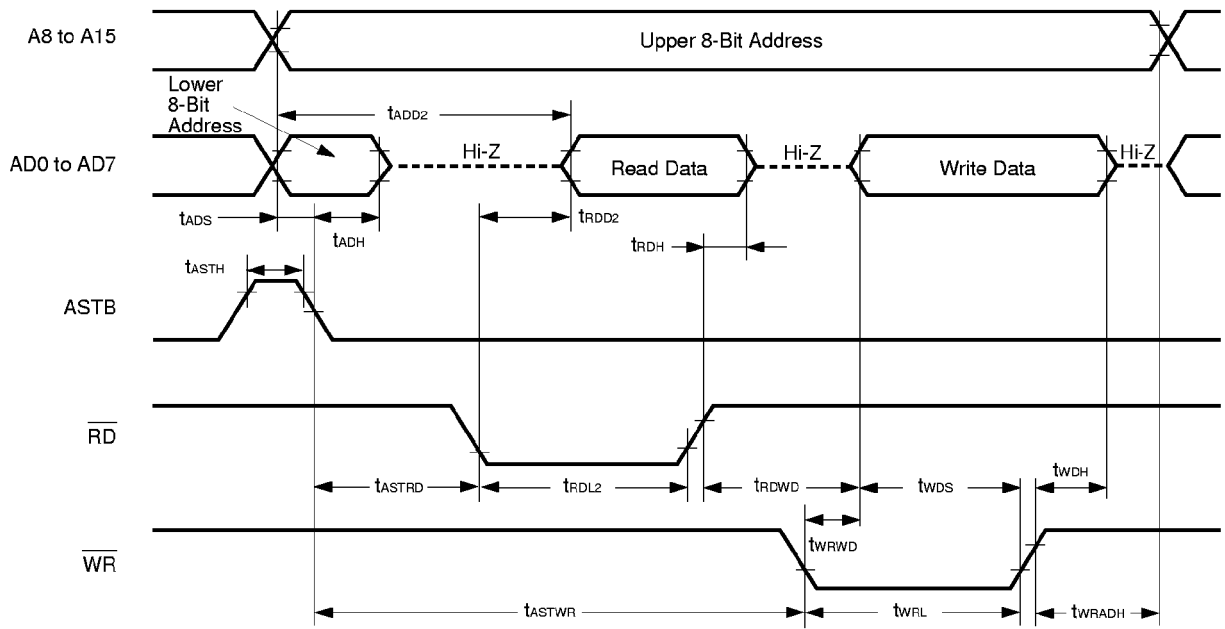 A8 to A15
Upper 8-Bit Address
Lower
8-Bit
Address
tADD2
AD0 to AD7
Hi-Z
Read Data
Hi-Z
Write Data
Hi-Z
tADS
tADH
tRDD2
tRDH
tASTH
ASTB
RD
tASTRD
tRDL2
tRDWD
tWDS
tWDH
tWRWD
WR
tASTWR
tWRL
tWRADH